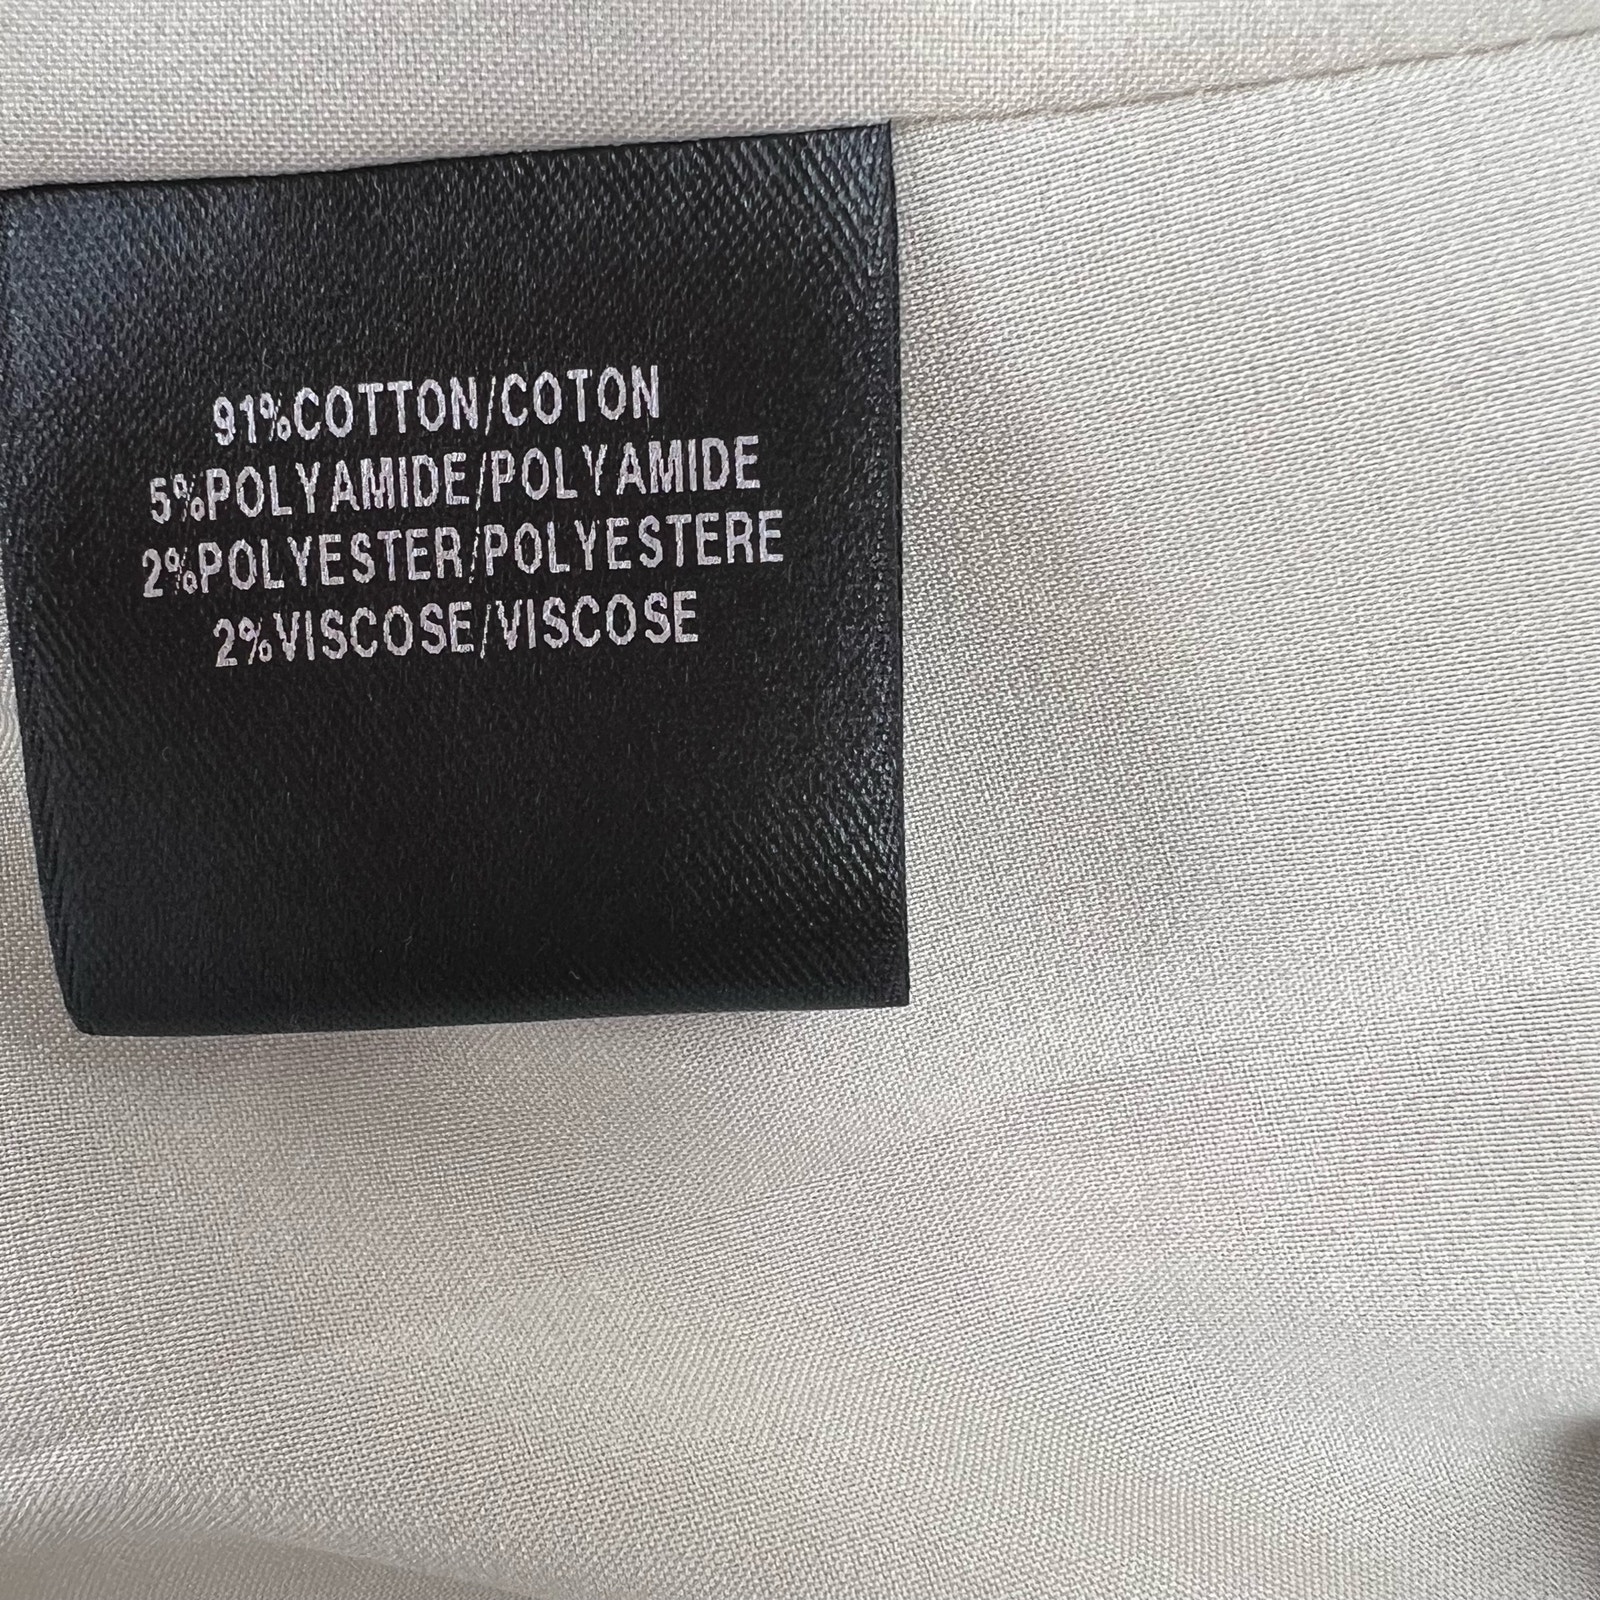 91%COTTON/COTON
5%POLYAMIDE/POLYAMIDE
2%POLYESTER/POLYESTERE
2%VISCOSE/VISCOSE